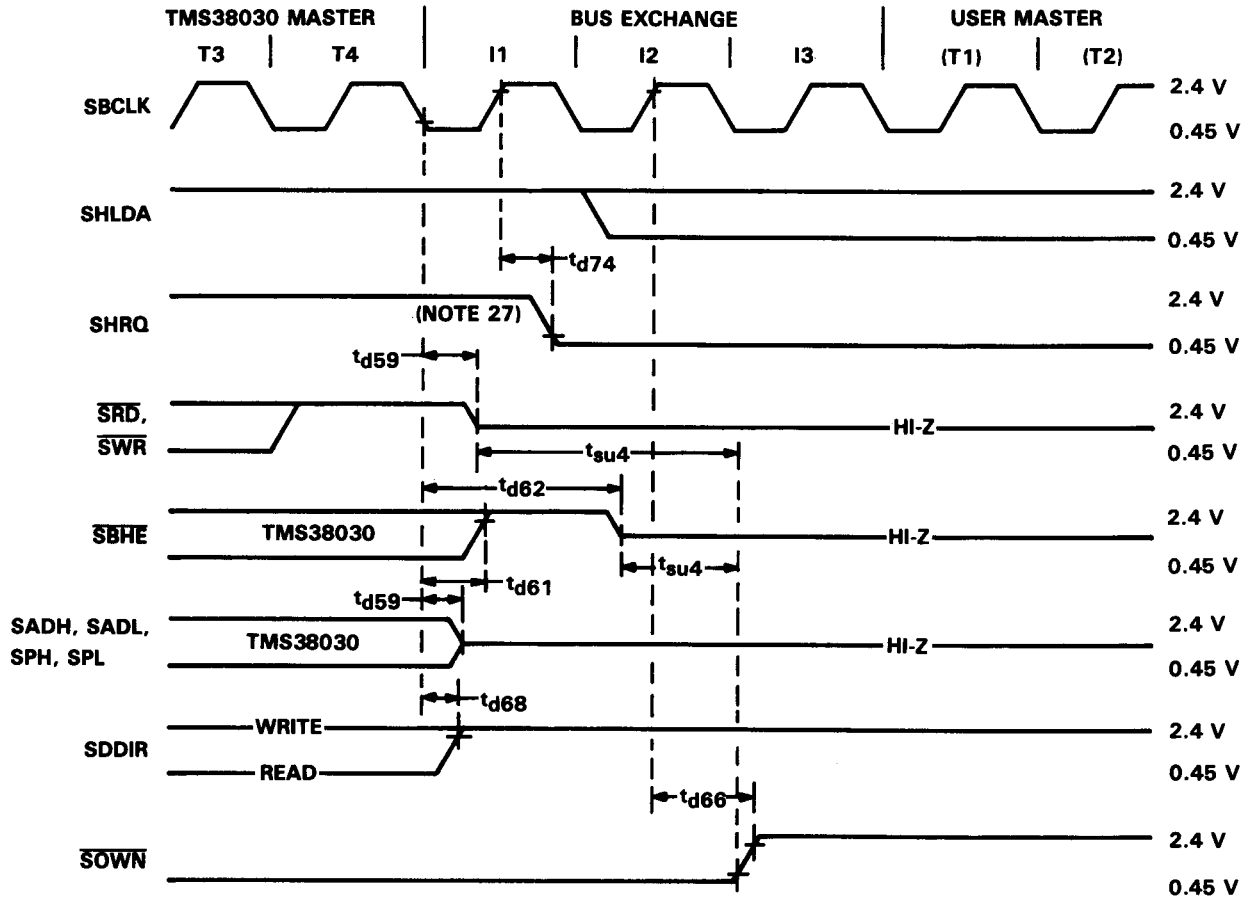 TMS38030 MASTER BUS EXCHANGE USER MASTER
T3 T4 I1 I2 I3 (T1) (T2)
SBCLK
2.4 V
0.45 V
SHLDA
2.4 V
0.45 V
td74
SHRQ
(NOTE 27)
2.4 V
0.45 V
td59
SRD,
SWR
HI-Z
2.4 V
0.45 V
tsu4
td62
SBHE
TMS38030
HI-Z
2.4 V
0.45 V
tsu4
td61
td59
SADH, SADL,
SPH, SPL
TMS38030
HI-Z
2.4 V
0.45 V
td68
SDDIR
WRITE
READ
2.4 V
0.45 V
td66
SOWN
2.4 V
0.45 V